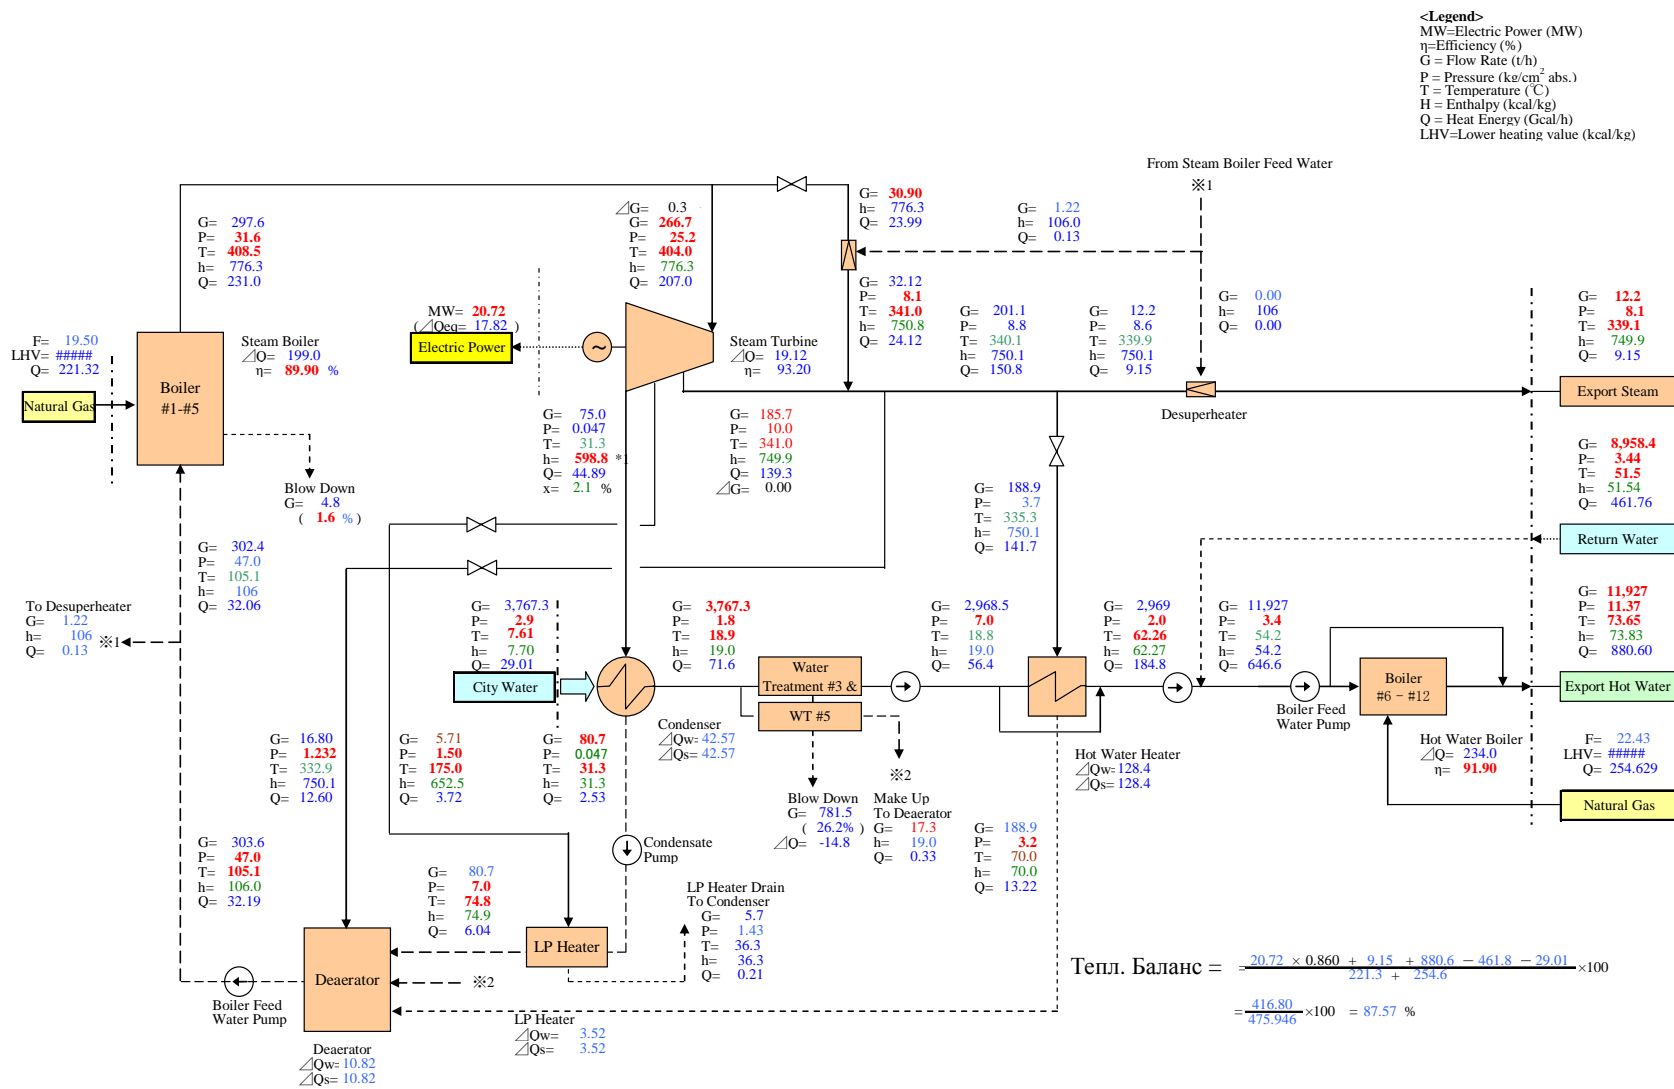 <Legend>
MW=Electric Power (MW)
η=Efficiency (%)
G = Flow Rate (t/h)
P = Pressure (kg/cm² abs.)
T = Temperature (℃)
H = Enthalpy (kcal/kg)
Q = Heat Energy (Gcal/h)
LHV=Lower heating value (kcal/kg)
From Steam Boiler Feed Water
※1
G= 297.6
P= 31.6
T= 408.5
h= 776.3
Q= 231.0
⊿G= 0.3
G= 266.7
P= 25.2
T= 404.0
h= 776.3
Q= 207.0
G= 30.90
h= 776.3
Q= 23.99
G= 1.22
h= 106.0
Q= 0.13
MW= 20.72
(⊿Qeq= 17.82 )
Electric Power
~
Steam Turbine
⊿Q= 19.12
η= 93.20
G= 32.12
P= 8.1
T= 341.0
h= 750.8
Q= 24.12
G= 201.1
P= 8.8
T= 340.1
h= 750.1
Q= 150.8
G= 12.2
P= 8.6
T= 339.9
h= 750.1
Q= 9.15
G= 0.00
h= 106
Q= 0.00
G= 12.2
P= 8.1
T= 339.1
h= 749.9
Q= 9.15
Export Steam
F= 19.50
LHV= #####
Q= 221.32
Natural Gas
Boiler
#1-#5
Steam Boiler
⊿Q= 199.0
η= 89.90 %
Blow Down
G= 4.8
( 1.6 % )
G= 75.0
P= 0.047
T= 31.3
h= 598.8 *1
Q= 44.89
x= 2.1 %
G= 185.7
P= 10.0
T= 341.0
h= 749.9
Q= 139.3
⊿G= 0.00
Desuperheater
G= 188.9
P= 3.7
T= 335.3
h= 750.1
Q= 141.7
G= 8,958.4
P= 3.44
T= 51.5
h= 51.54
Q= 461.76
Return Water
G= 302.4
P= 47.0
T= 105.1
h= 106
Q= 32.06
To Desuperheater
G= 1.22
h= 106 ※1
Q= 0.13
G= 3,767.3
P= 2.9
T= 7.61
h= 7.70
Q= 29.01
City Water
G= 3,767.3
P= 1.8
T= 18.9
h= 19.0
Q= 71.6
Water
Treatment #3 &
WT #5
G= 2,968.5
P= 7.0
T= 18.8
h= 19.0
Q= 56.4
G= 2,969
P= 2.0
T= 62.26
h= 62.27
Q= 184.8
G= 11,927
P= 3.4
T= 54.2
h= 54.2
Q= 646.6
G= 11,927
P= 11.37
T= 73.65
h= 73.83
Q= 880.60
Export Hot Water
Boiler
#6－#12
Boiler Feed
Water Pump
Hot Water Boiler
⊿Q= 234.0
η= 91.90
F= 22.43
LHV= #####
Q= 254.629
Natural Gas
G= 16.80
P= 1.232
T= 332.9
h= 750.1
Q= 12.60
G= 5.71
P= 1.50
T= 175.0
h= 652.5
Q= 3.72
G= 80.7
P= 0.047
T= 31.3
h= 31.3
Q= 2.53
Condenser
⊿Qw= 42.57
⊿Qs= 42.57
Hot Water Heater
⊿Qw= 128.4
⊿Qs= 128.4
※2
Blow Down
G= 781.5
( 26.2% )
⊿Q= -14.8
Make Up
To Deaerator
G= 17.3
h= 19.0
Q= 0.33
G= 188.9
P= 3.2
T= 70.0
h= 70.0
Q= 13.22
G= 303.6
P= 47.0
T= 105.1
h= 106.0
Q= 32.19
Condensate
Pump
G= 80.7
P= 7.0
T= 74.8
h= 74.9
Q= 6.04
LP Heater Drain
To Condenser
G= 5.7
P= 1.43
T= 36.3
h= 36.3
Q= 0.21
LP Heater
Deaerator
※2
Boiler Feed
Water Pump
LP Heater
⊿Qw= 3.52
⊿Qs= 3.52
Deaerator
⊿Qw= 10.82
⊿Qs= 10.82
Тепл. Баланс = = 20.72 × 0.860 + 9.15 + 880.6 － 461.8 － 29.01 ×100
221.3 + 254.6
= 416.80 ×100 = 87.57 %
475.946